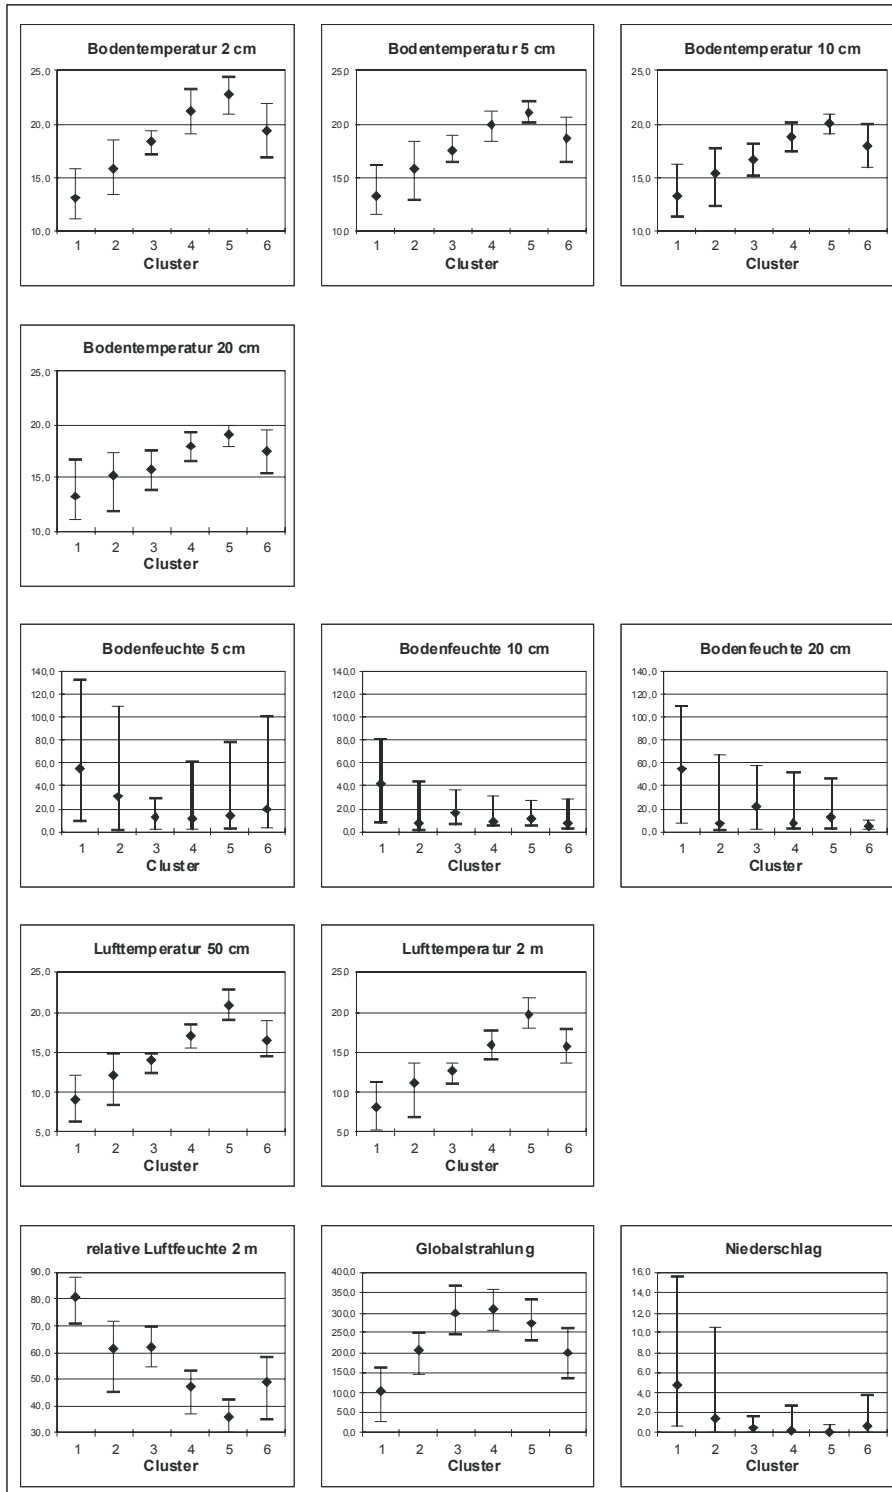 Bodentemperatur 2 cm
25,0
20,0
15,0
10,0
1 2 3 4 5 6
Cluster
Bodentemperatur 5 cm
25,0
20,0
15,0
10,0
1 2 3 4 5 6
Cluster
Bodentemperatur 10 cm
25,0
20,0
15,0
10,0
1 2 3 4 5 6
Cluster
Bodentemperatur 20 cm
25,0
20,0
15,0
10,0
1 2 3 4 5 6
Cluster
Bodenfeuchte 5 cm
140,0
120,0
100,0
80,0
60,0
40,0
20,0
0,0
1 2 3 4 5 6
Cluster
Bodenfeuchte 10 cm
140,0
120,0
100,0
80,0
60,0
40,0
20,0
0,0
1 2 3 4 5 6
Cluster
Bodenfeuchte 20 cm
140,0
120,0
100,0
80,0
60,0
40,0
20,0
0,0
1 2 3 4 5 6
Cluster
Lufttemperatur 50 cm
25,0
20,0
15,0
10,0
5,0
1 2 3 4 5 6
Cluster
Lufttemperatur 2 m
25,0
20,0
15,0
10,0
5,0
1 2 3 4 5 6
Cluster
relative Luftfeuchte 2 m
90,0
80,0
70,0
60,0
50,0
40,0
30,0
1 2 3 4 5 6
Cluster
Globalstrahlung
400,0
350,0
300,0
250,0
200,0
150,0
100,0
50,0
0,0
1 2 3 4 5 6
Cluster
Niederschlag
16,0
14,0
12,0
10,0
8,0
6,0
4,0
2,0
0,0
1 2 3 4 5 6
Cluster